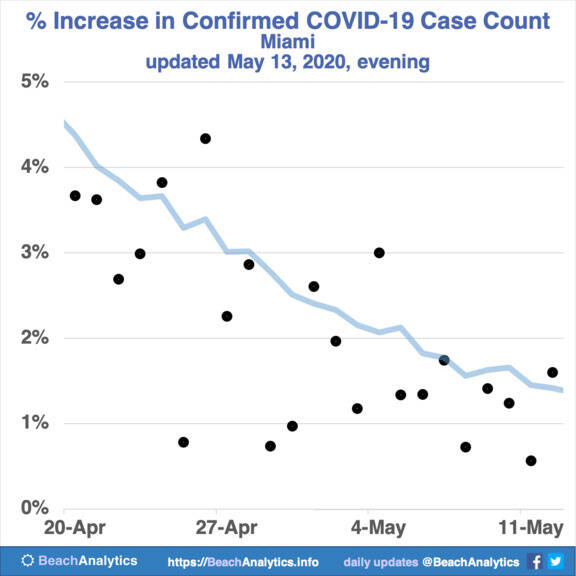 % Increase in Confirmed COVID-19 Case Count
Miami
updated May 13, 2020, evening
5%
4%
3%
2%
1%
0%
20-Apr 27-Apr 4-May 11-May
BeachAnalytics https://BeachAnalytics.info daily updates @BeachAnalytics